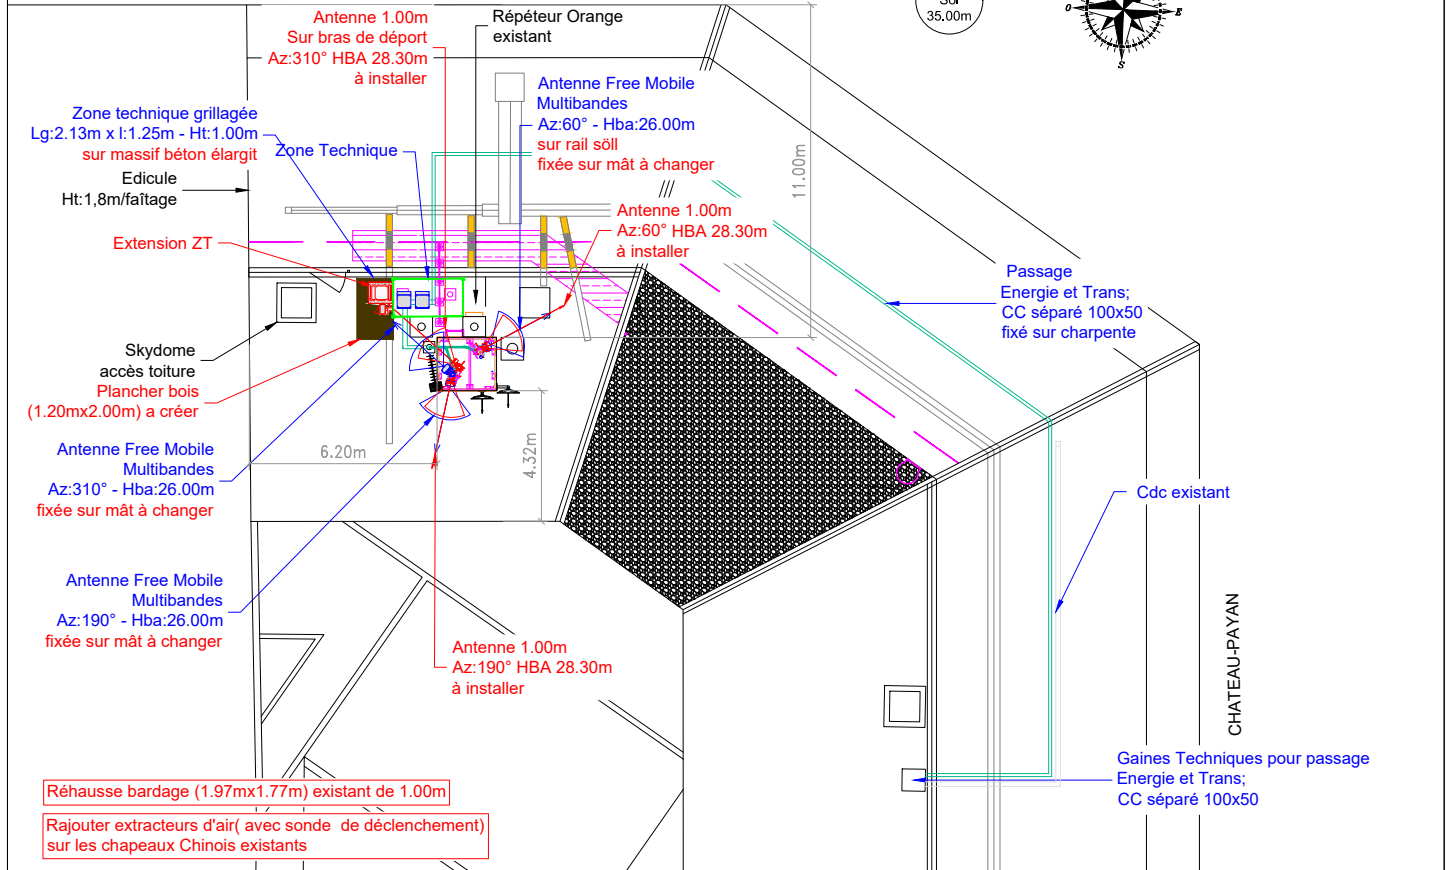 Sol
35.00m
O
E
S
Antenne 1.00m
Sur bras de déport
Az:310° HBA 28.30m
à installer
Répéteur Orange
existant
Antenne Free Mobile
Multibandes
Az:60° - Hba:26.00m
sur rail söll
fixée sur mât à changer
Zone technique grillagée
Lg:2.13m x l:1.25m - Ht:1.00m
sur massif béton élargit
Zone Technique
Edicule
Ht:1,8m/faîtage
11.00m
Antenne 1.00m
Az:60° HBA 28.30m
à installer
Extension ZT
Passage
Energie et Trans;
CC séparé 100x50
fixé sur charpente
Skydome
accès toiture
Plancher bois
(1.20mx2.00m) a créer
6.20m
4.32m
Antenne Free Mobile
Multibandes
Az:310° - Hba:26.00m
fixée sur mât à changer
Cdc existant
Antenne Free Mobile
Multibandes
Az:190° - Hba:26.00m
fixée sur mât à changer
Antenne 1.00m
Az:190° HBA 28.30m
à installer
CHATEAU-PAYAN
Gaines Techniques pour passage
Energie et Trans;
CC séparé 100x50
Réhausse bardage (1.97mx1.77m) existant de 1.00m
Rajouter extracteurs d'air( avec sonde de déclenchement)
sur les chapeaux Chinois existants